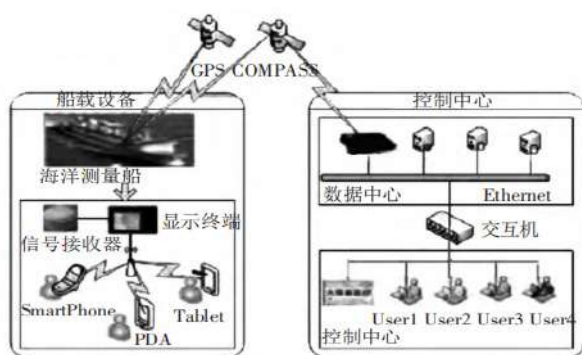 GPS COMPASS
船载设备
控制中心
海洋测量船
数据中心
Ethernet
信号接收器
显示终端
交互机
SmartPhone
PDA
Tablet
User1 User2 User3 User4
控制中心